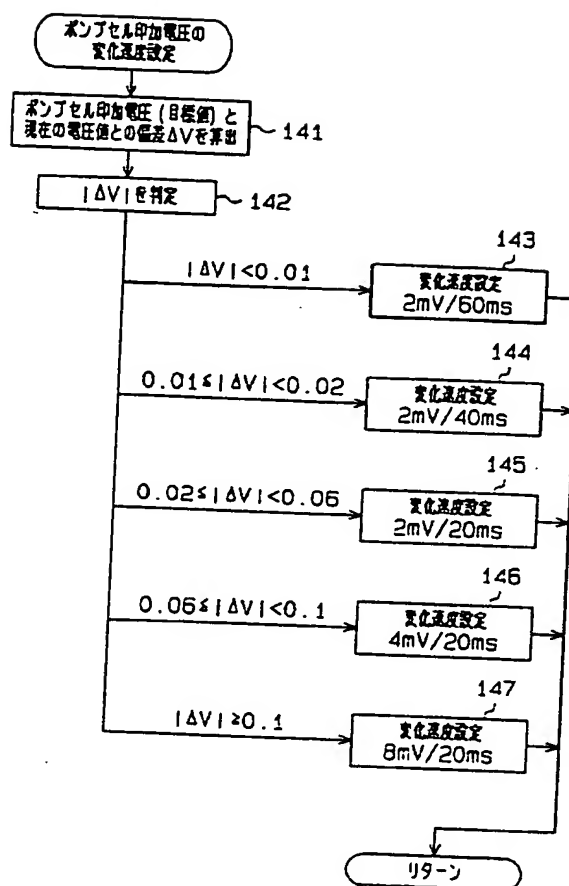 ポンプセル印加電圧の
変化速度設定
ポンプセル印加電圧(目標値)と
現在の電圧値との偏差ΔVを算出
141
|ΔV|を判定
142
143
|ΔV|<0.01
変化速度設定
2mV/60ms
144
0.01≦|ΔV|<0.02
変化速度設定
2mV/40ms
145
0.02≦|ΔV|<0.06
変化速度設定
2mV/20ms
146
0.06≦|ΔV|<0.1
変化速度設定
4mV/20ms
147
|ΔV|≧0.1
変化速度設定
8mV/20ms
リターン